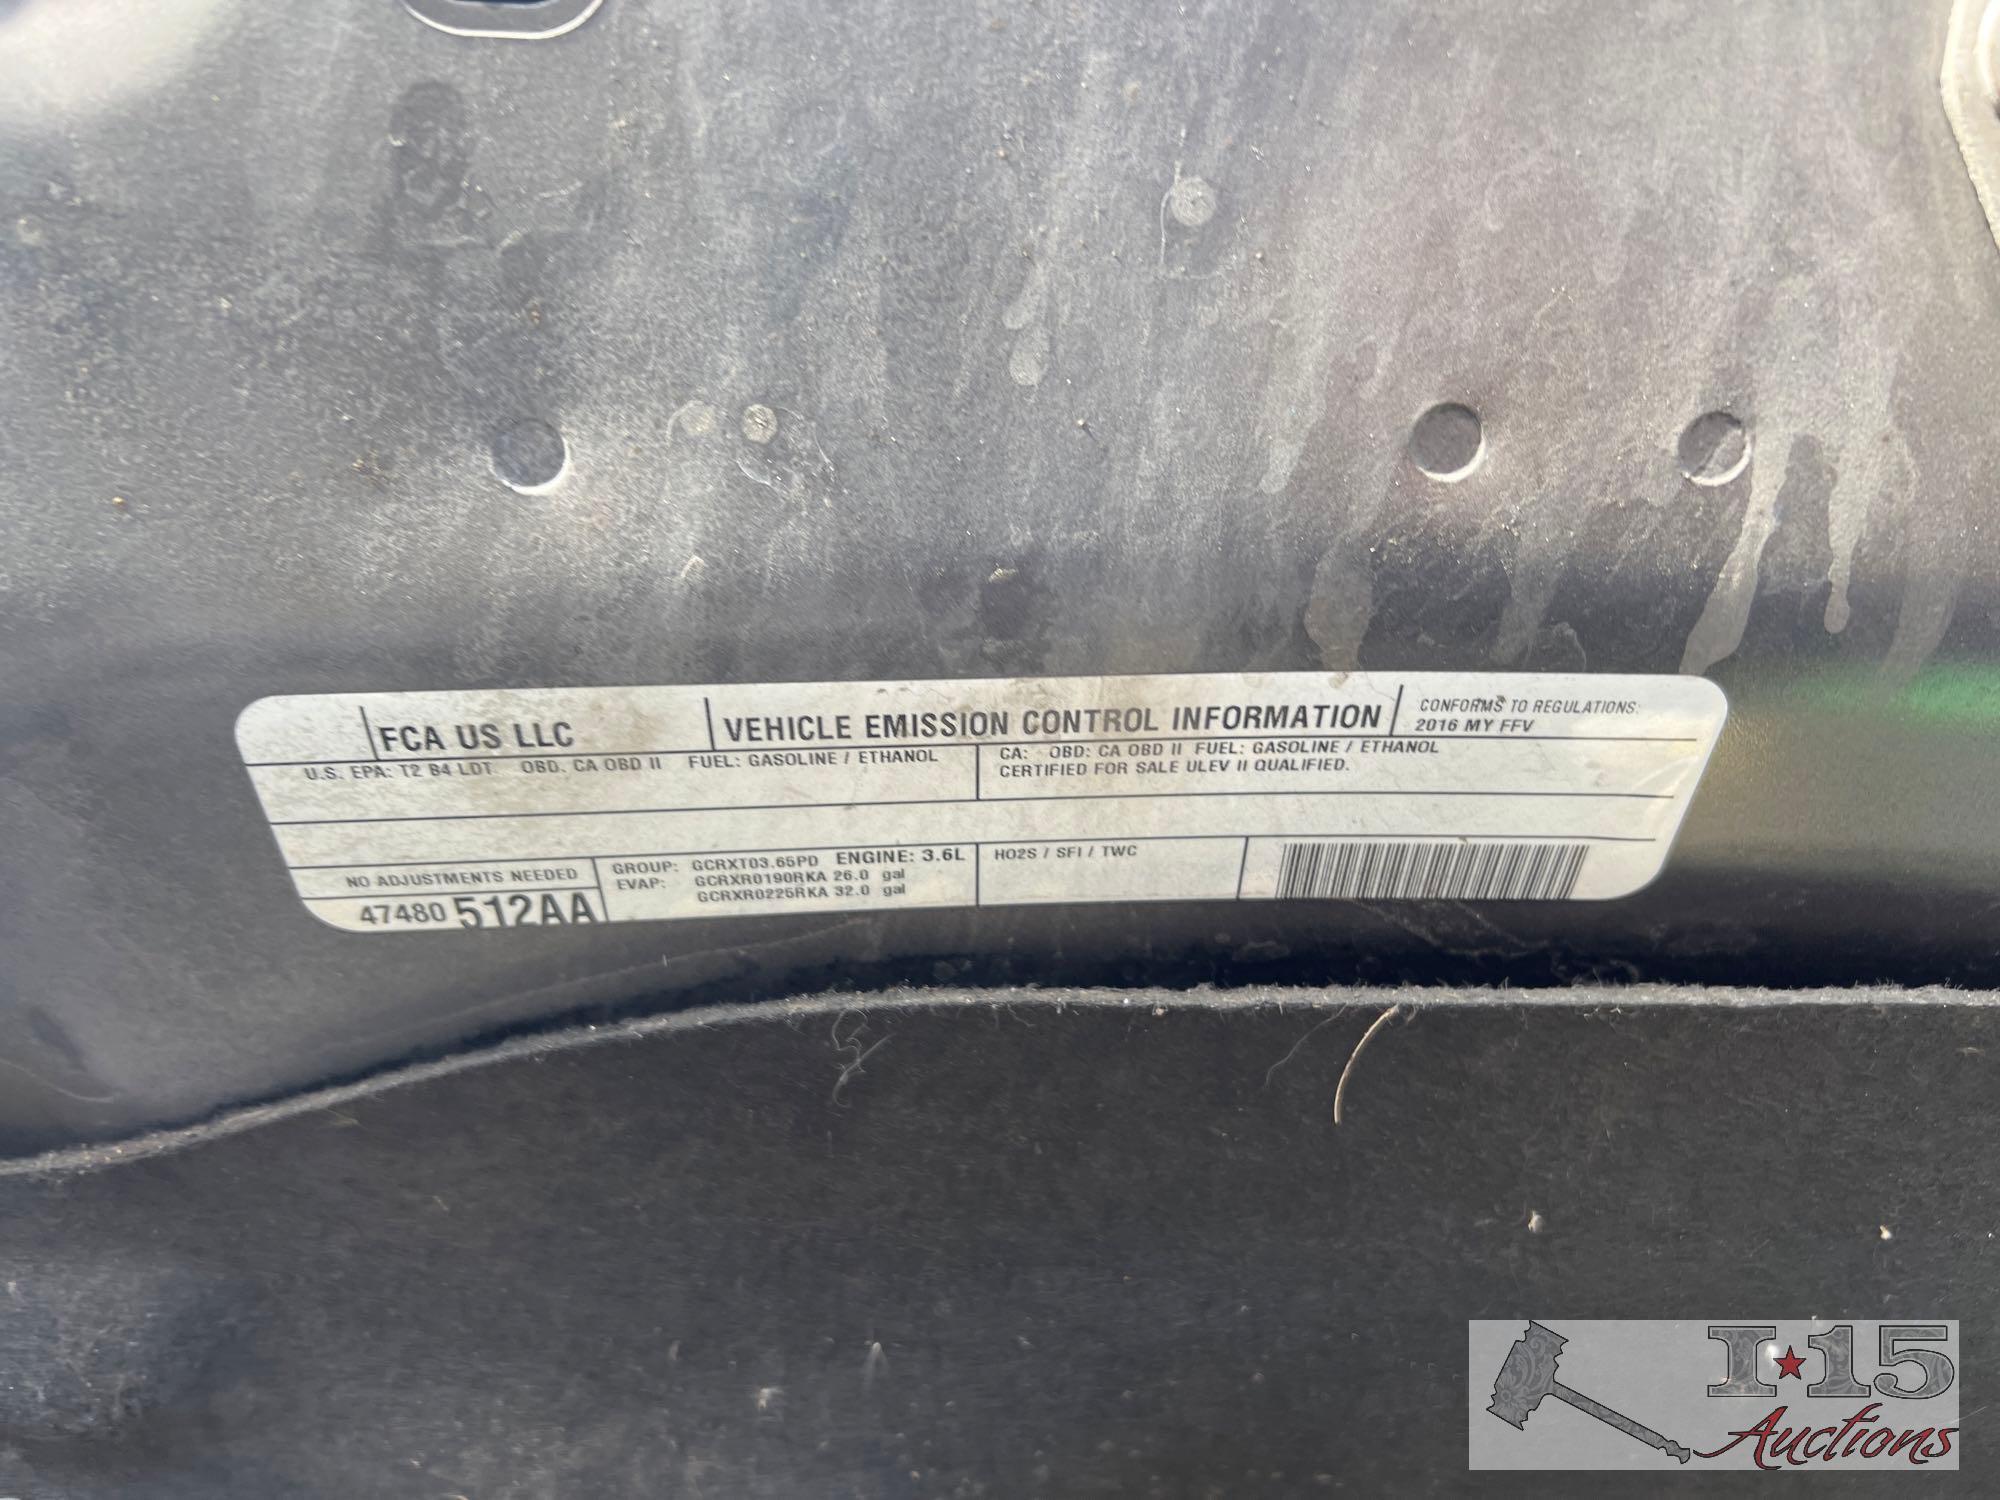 FCA US LLC
VEHICLE EMISSION CONTROL INFORMATION
CONFORMS TO REGULATIONS:
2016 MY FFV
U.S. EPA: T2 B4 LDT OBD: CA OBD II FUEL: GASOLINE / ETHANOL
CA: OBD: CA OBD II FUEL: GASOLINE / ETHANOL
CERTIFIED FOR SALE ULEV II QUALIFIED.
NO ADJUSTMENTS NEEDED
47480 512AA
GROUP: GCRXT03.65PD ENGINE: 3.6L
EVAP: GCRXR0190RKA 26.0 gal
GCRXR0225RKA 32.0 gal
HO2S / SFI / TWC
I★15
Auctions